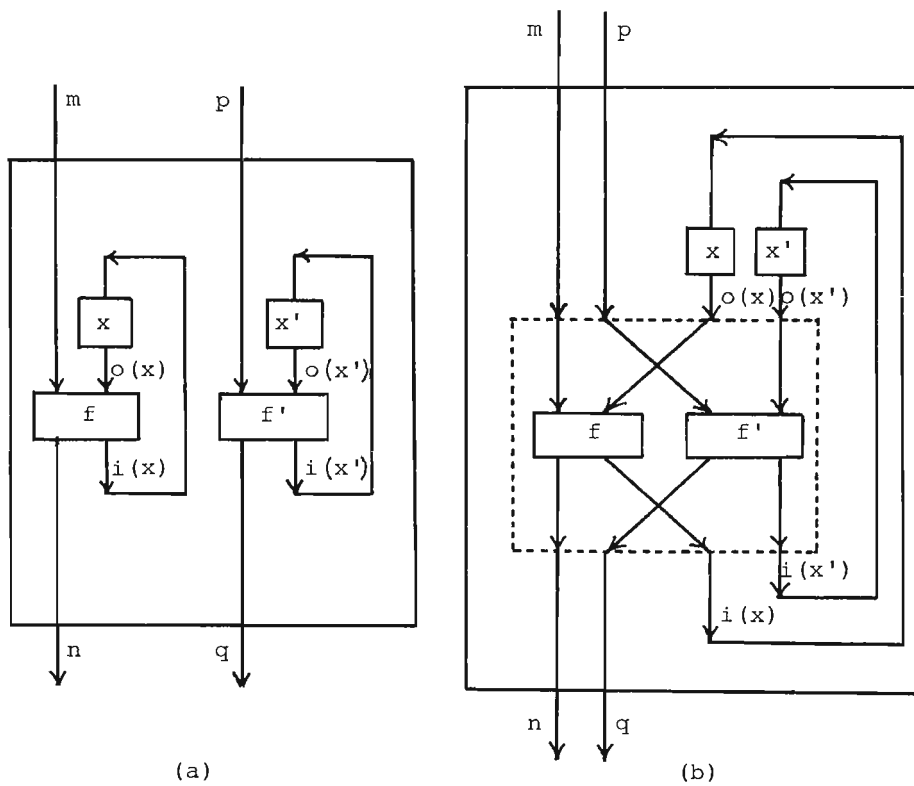 m p
x x'
o(x) o(x')
f f'
i(x) i(x')
n q
(a)
m p
x x'
o(x) o(x')
f f'
i(x')
i(x)
n q
(b)